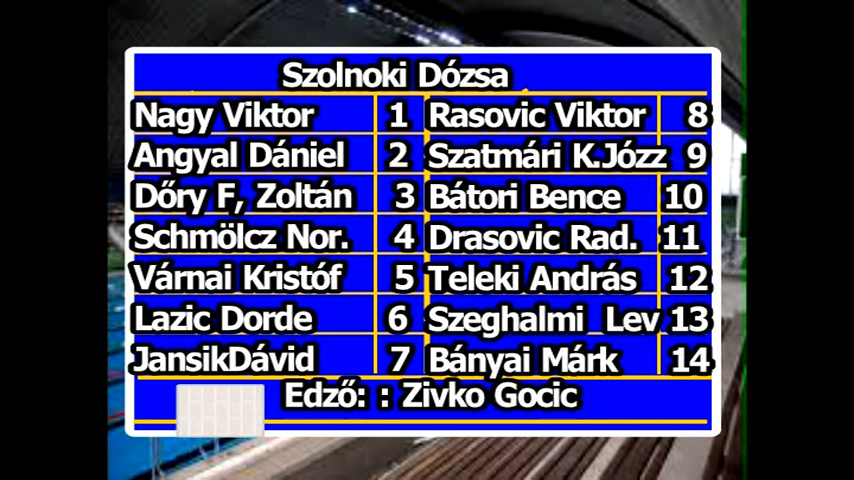 Szolnoki Dózsa
Nagy Viktor 1 Rasovic Viktor 8
Angyal Dániel 2 Szatmári K.Józz 9
Dőry F, Zoltán 3 Bátori Bence 10
Schmölcz Nor. 4 Drasovic Rad. 11
Várnai Kristóf 5 Teleki András 12
Lazic Dorde 6 Szeghalmi Lev 13
JansikDávid 7 Bányai Márk 14
Edző: : Zivko Gocic